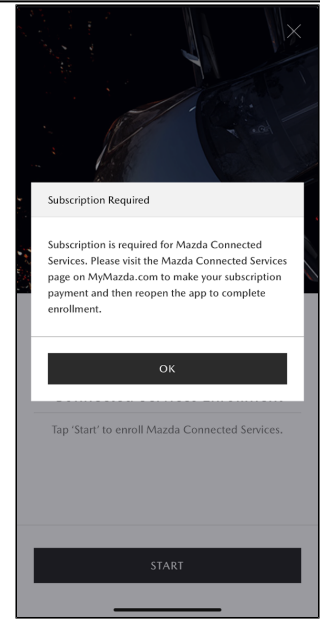 Subscription Required
Subscription is required for Mazda Connected
Services. Please visit the Mazda Connected Services
page on MyMazda.com to make your subscription
payment and then reopen the app to complete
enrollment.
OK
Tap ‘Start’ to enroll Mazda Connected Services.
START